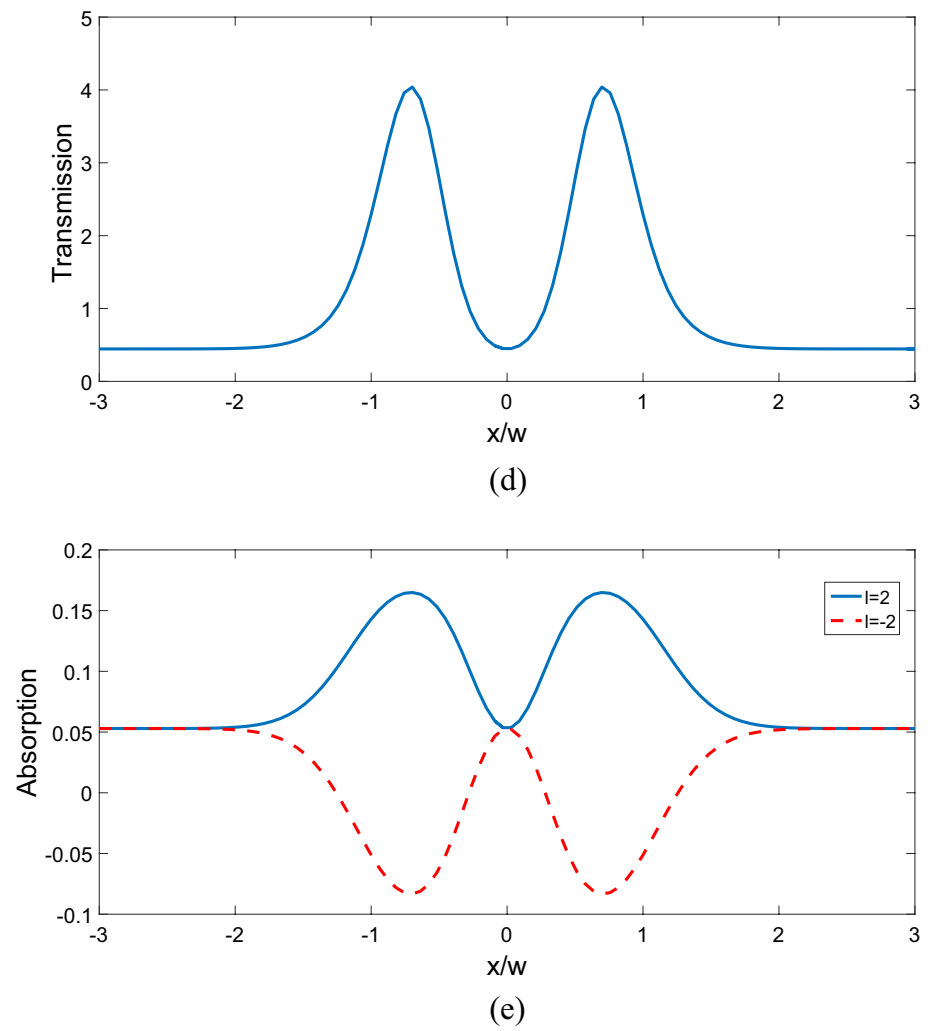 Transmission
5
4
3
2
1
0
-3 -2 -1 0 1 2 3
x/w
(d)
Absorption
0.2
0.15
0.1
0.05
0
-0.05
-0.1
l=2
l=-2
-3 -2 -1 0 1 2 3
x/w
(e)